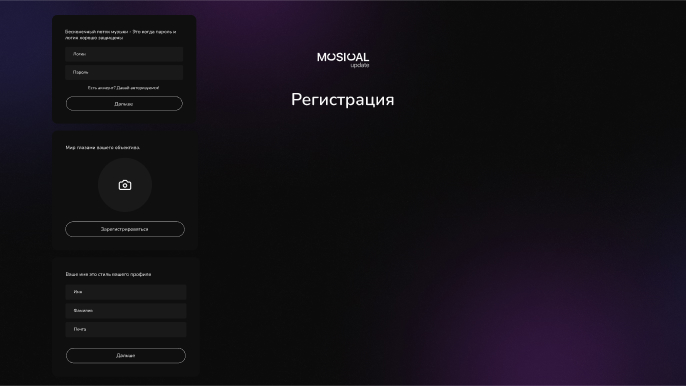 Бесконечный поток музыки - Это когда пароль и
логин хорошо защищены
Логин
Пароль
Есть аккаунт? Давай авторизуемся!
Дальше
Мир глазами вашего объектива.
Зарегистрироваться
Ваше имя это стиль вашего профиля
Имя
Фамилия
Почта
Дальше
MUSICAL
update
Регистрация